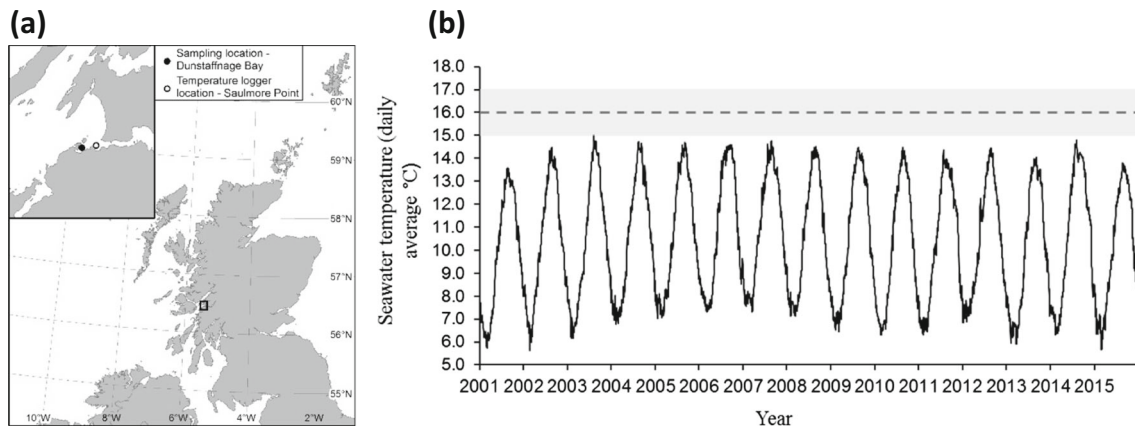 (a)
Sampling location -
Dunstaffnage Bay
Temperature logger
location - Saulmore Point
60°N
59°N
58°N
57°N
56°N
55°N
10°W 8°W 6°W 4°W 2°W
(b)
Seawater temperature (daily
average °C)
18.0
17.0
16.0
15.0
14.0
13.0
12.0
11.0
10.0
9.0
8.0
7.0
6.0
5.0
2001 2002 2003 2004 2005 2006 2007 2008 2009 2010 2011 2012 2013 2014 2015
Year